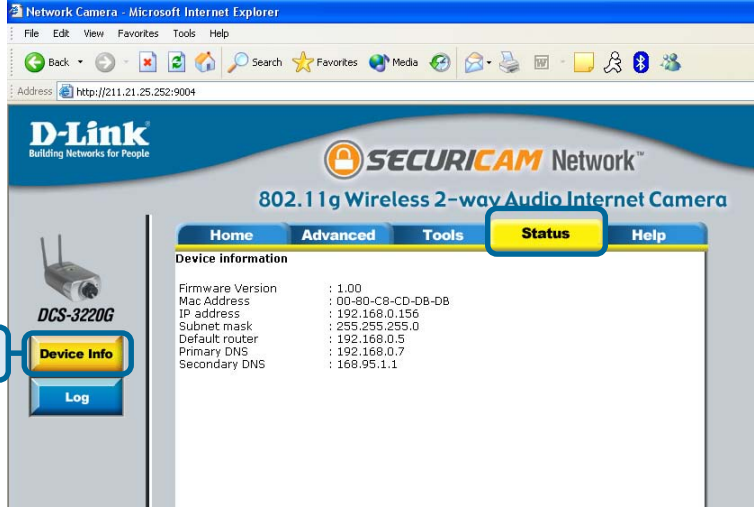 Network Camera - Microsoft Internet Explorer
File Edit View Favorites Tools Help
Back Search Favorites Media
Address http://211.21.25.252:9004
D-Link
Building Networks for People
SECURICAM Network™
802.11g Wireless 2-way Audio Internet Camera
Home Advanced Tools Status Help
Device information
Firmware Version : 1.00
Mac Address : 00-80-C8-CD-DB-DB
IP address : 192.168.0.156
Subnet mask : 255.255.255.0
Default router : 192.168.0.5
Primary DNS : 192.168.0.7
Secondary DNS : 168.95.1.1
DCS-3220G
Device Info
Log